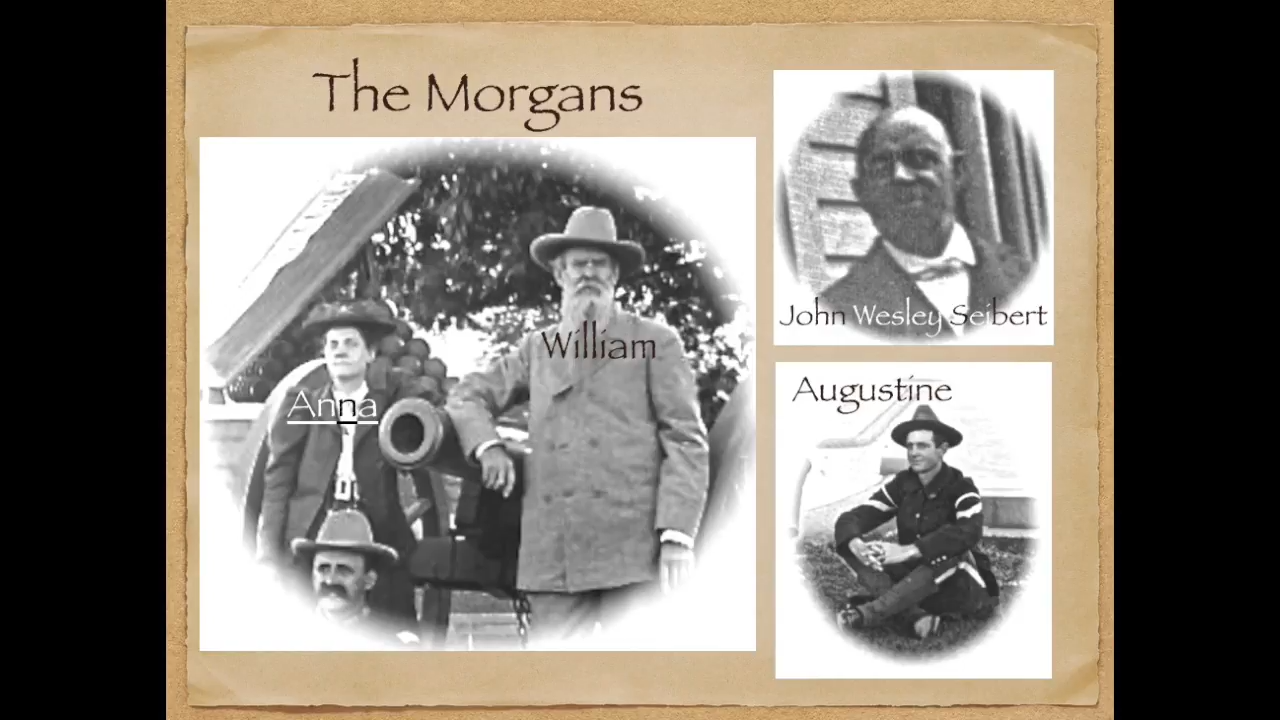 The Morgans
William
Anna
John Wesley Seibert
Augustine